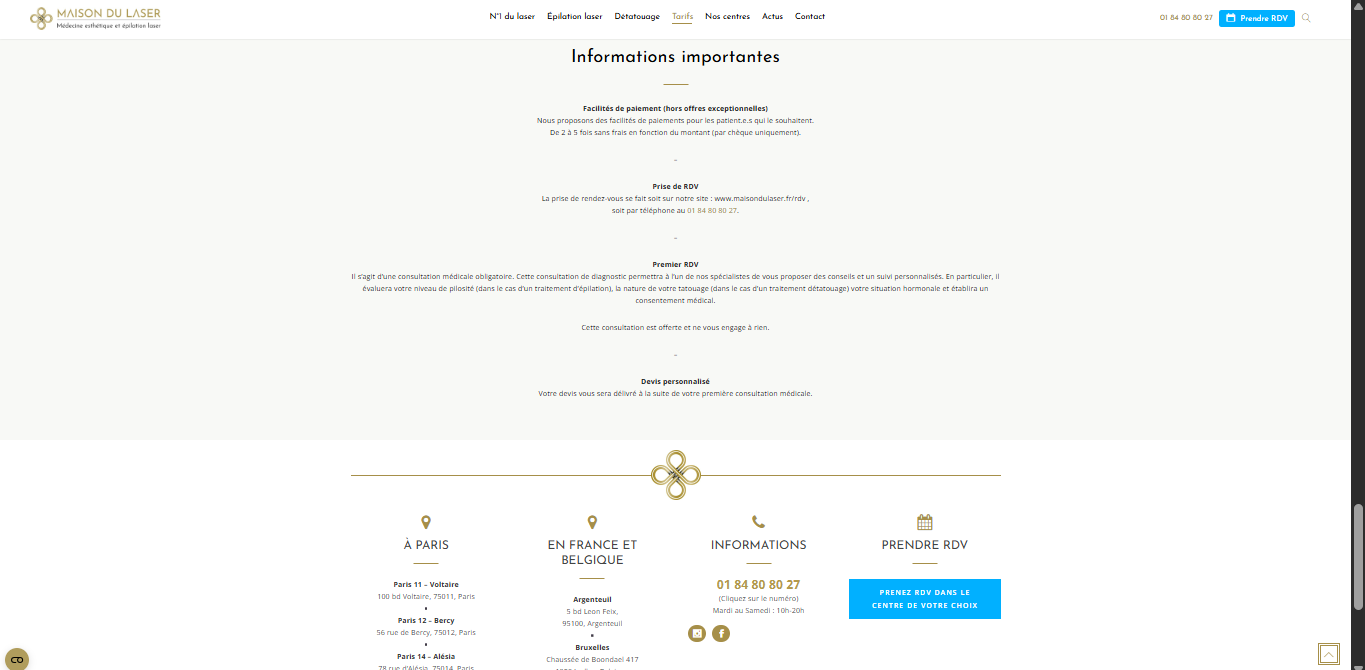 MAISON DU LASER
Médecine esthétique et épilation laser
N°1 du laser
Épilation laser
Détatouage
Tarifs
Nos centres
Actus
Contact
01 84 80 80 27
Prendre RDV
Informations importantes
Facilités de paiement (hors offres exceptionnelles)
Nous proposons des facilités de paiements pour les patient.e.s qui le souhaitent.
De 2 à 5 fois sans frais en fonction du montant (par chèque uniquement).
–
Prise de RDV
La prise de rendez-vous se fait soit sur notre site : www.maisondulaser.fr/rdv ,
soit par téléphone au 01 84 80 80 27.
–
Premier RDV
Il s'agit d'une consultation médicale obligatoire. Cette consultation de diagnostic permettra à l'un de nos spécialistes de vous proposer des conseils et un suivi personnalisés. En particulier, il
évaluera votre niveau de pilosité (dans le cas d'un traitement d'épilation), la nature de votre tatouage (dans le cas d'un traitement détatouage) votre situation hormonale et établira un
consentement médical.
Cette consultation est offerte et ne vous engage à rien.
–
Devis personnalisé
Votre devis vous sera délivré à la suite de votre première consultation médicale.
À PARIS
Paris 11 – Voltaire
100 bd Voltaire, 75011, Paris
•
Paris 12 – Bercy
56 rue de Bercy, 75012, Paris
•
Paris 14 – Alésia
78 rue d'Alésia, 75014, Paris
EN FRANCE ET
BELGIQUE
Argenteuil
5 bd Leon Feix,
95100, Argenteuil
•
Bruxelles
Chaussée de Boondael 417
INFORMATIONS
01 84 80 80 27
(Cliquez sur le numéro)
Mardi au Samedi : 10h-20h
PRENDRE RDV
PRENEZ RDV DANS LE
CENTRE DE VOTRE CHOIX